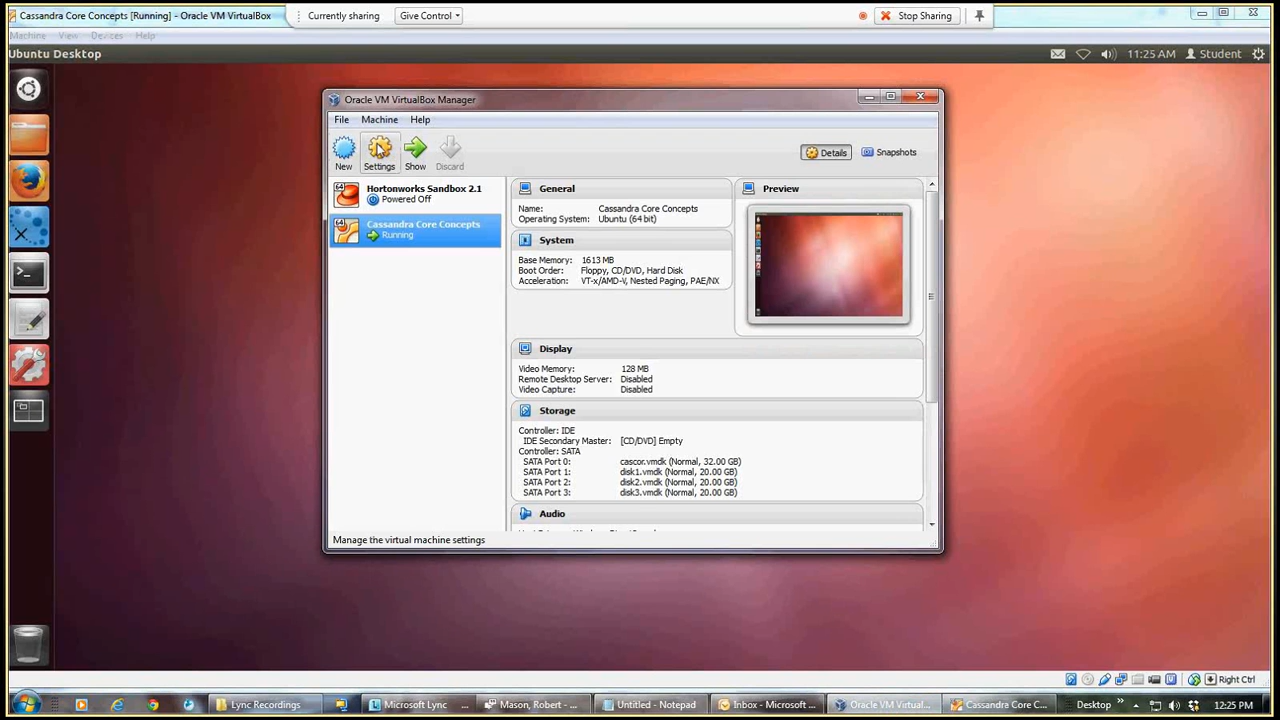 Cassandra Core Concepts [Running] - Oracle VM VirtualBox
Currently sharing
Give Control
Stop Sharing
Machine View Devices Help
Ubuntu Desktop
11:25 AM
Student
Oracle VM VirtualBox Manager
File Machine Help
New
Settings
Show
Discard
Details
Snapshots
64
Hortonworks Sandbox 2.1
Powered Off
64
Cassandra Core Concepts
Running
General
Name: Cassandra Core Concepts
Operating System: Ubuntu (64 bit)
System
Base Memory: 1613 MB
Boot Order: Floppy, CD/DVD, Hard Disk
Acceleration: VT-x/AMD-V, Nested Paging, PAE/NX
Preview
Display
Video Memory: 128 MB
Remote Desktop Server: Disabled
Video Capture: Disabled
Storage
Controller: IDE
IDE Secondary Master: [CD/DVD] Empty
Controller: SATA
SATA Port 0: cascor.vmdk (Normal, 32.00 GB)
SATA Port 1: disk1.vmdk (Normal, 20.00 GB)
SATA Port 2: disk2.vmdk (Normal, 20.00 GB)
SATA Port 3: disk3.vmdk (Normal, 20.00 GB)
Audio
Manage the virtual machine settings
Right Ctrl
Lync Recordings
Microsoft Lync ...
Mason, Robert - ...
Untitled - Notepad
Inbox - Microsoft ...
Oracle VM Virtual...
Cassandra Core C...
Desktop
12:25 PM